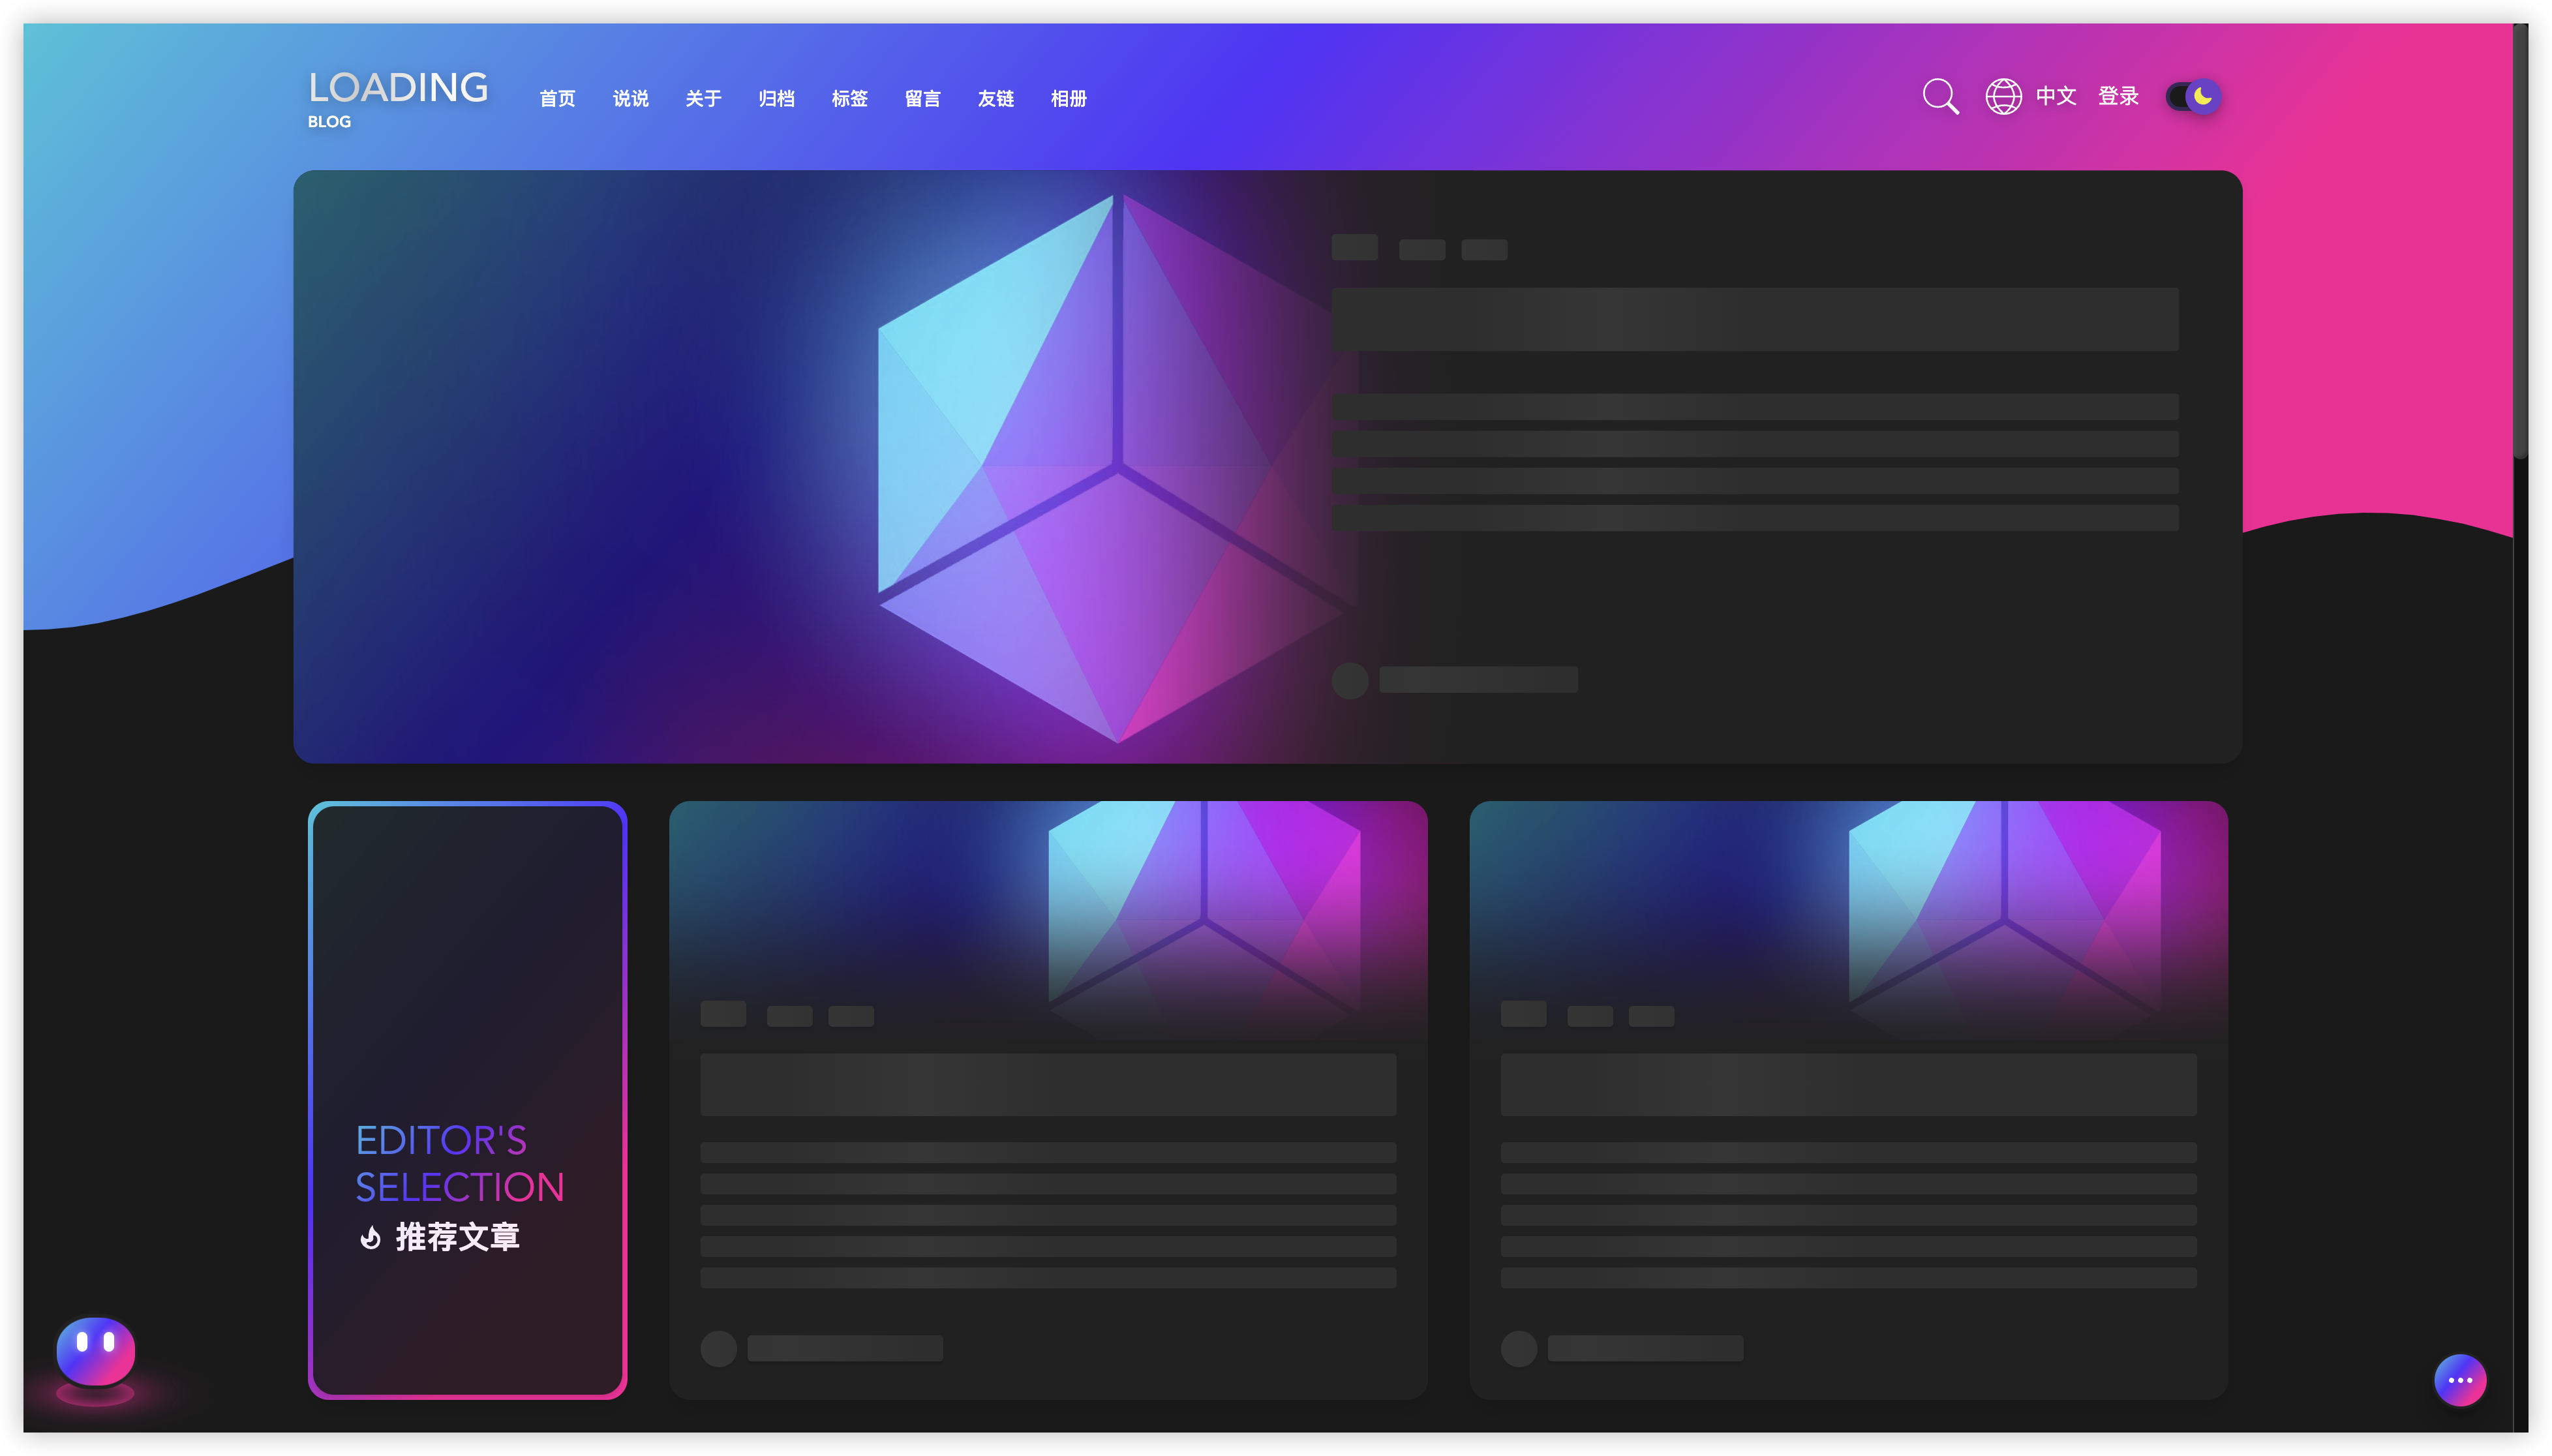 LOADING
BLOG
首页 说说 关于 归档 标签 留言 友链 相册
中文 登录
EDITOR'S
SELECTION
推荐文章